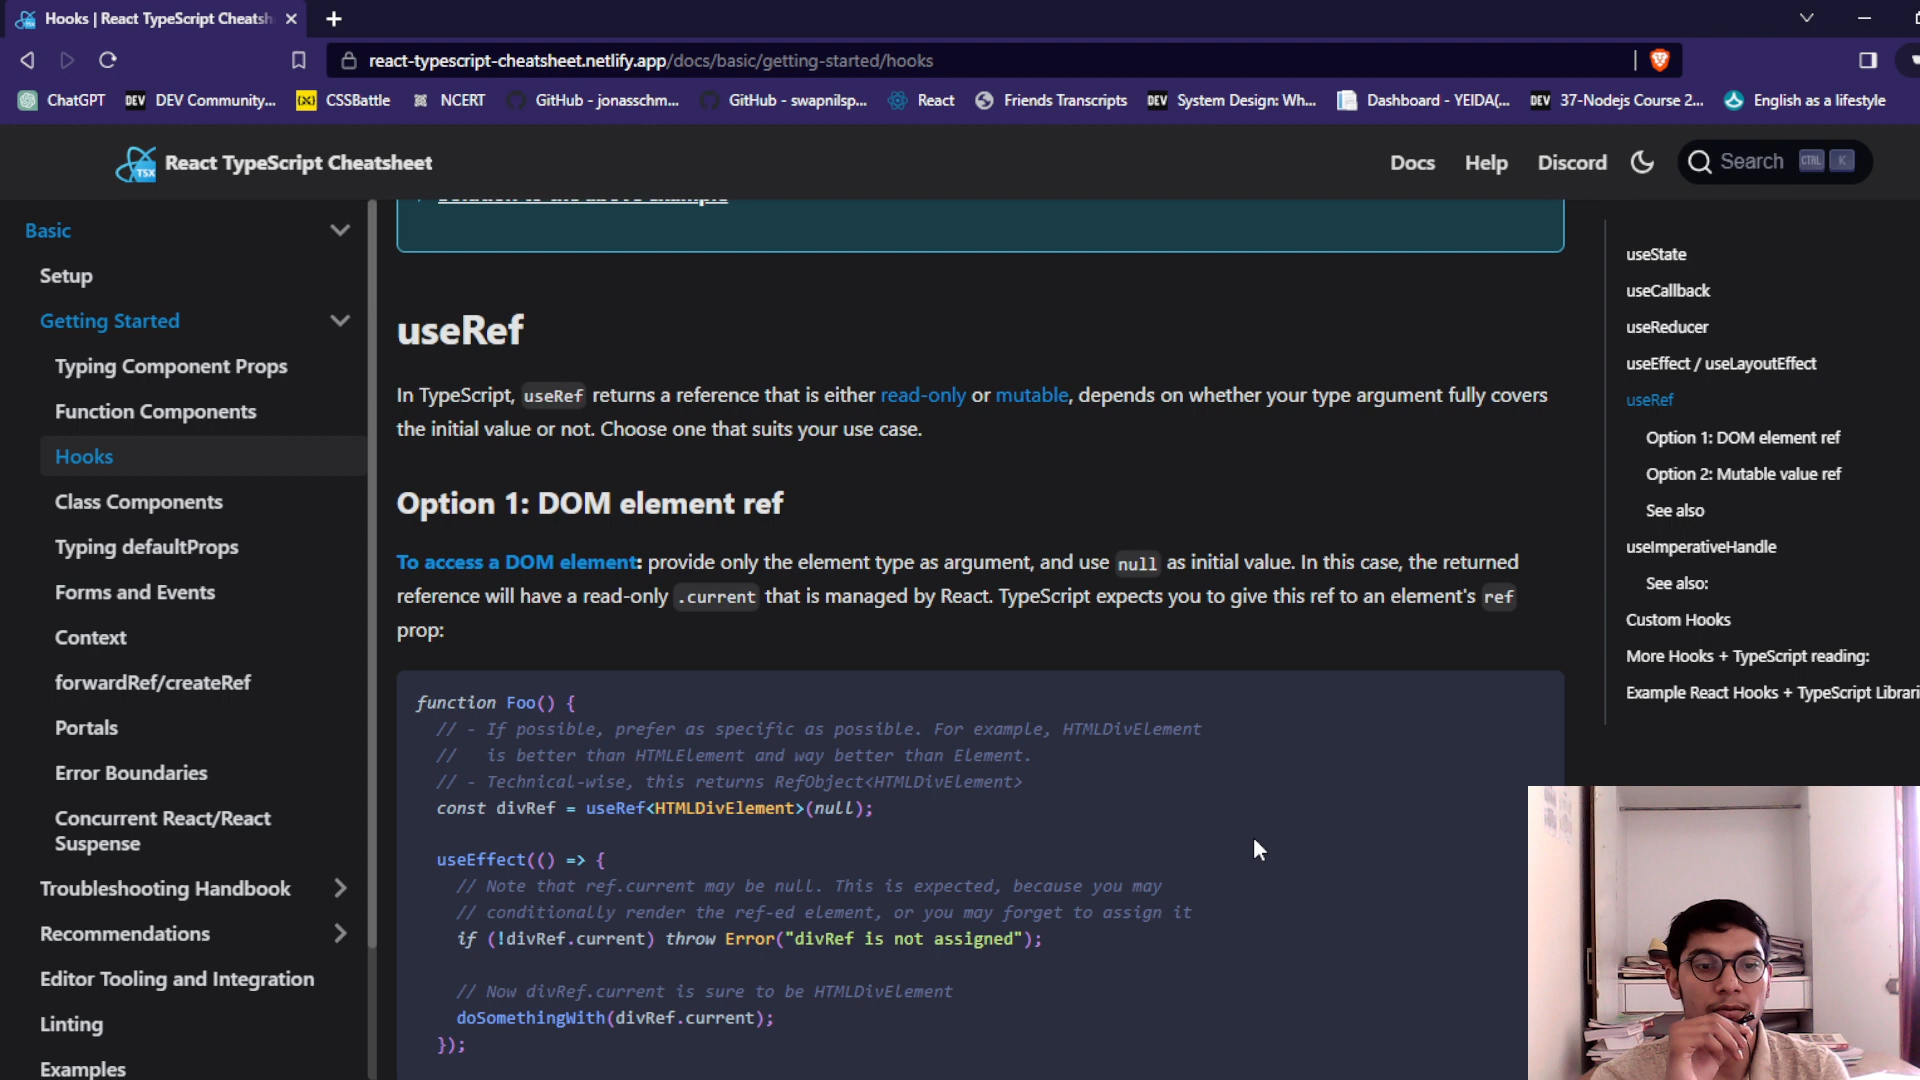 Hooks | React TypeScript Cheatsh
react-typescript-cheatsheet.netlify.app/docs/basic/getting-started/hooks
ChatGPT
DEV Community...
CSSBattle
NCERT
GitHub - jonasschm...
GitHub - swapnilsp...
React
Friends Transcripts
System Design: Wh...
Dashboard - YEIDA(...
37-Nodejs Course 2...
English as a lifestyle
React TypeScript Cheatsheet
Docs
Help
Discord
Search CTRL K
Basic
Setup
Getting Started
Typing Component Props
Function Components
Hooks
Class Components
Typing defaultProps
Forms and Events
Context
forwardRef/createRef
Portals
Error Boundaries
Concurrent React/React
Suspense
Troubleshooting Handbook
Recommendations
Editor Tooling and Integration
Linting
Examples
useRef
In TypeScript, useRef returns a reference that is either read-only or mutable, depends on whether your type argument fully covers
the initial value or not. Choose one that suits your use case.
Option 1: DOM element ref
To access a DOM element: provide only the element type as argument, and use null as initial value. In this case, the returned
reference will have a read-only .current that is managed by React. TypeScript expects you to give this ref to an element's ref
prop:
function Foo() {
// - If possible, prefer as specific as possible. For example, HTMLDivElement
//   is better than HTMLElement and way better than Element.
// - Technical-wise, this returns RefObject<HTMLDivElement>
const divRef = useRef<HTMLDivElement>(null);
useEffect(() => {
// Note that ref.current may be null. This is expected, because you may
// conditionally render the ref-ed element, or you may forget to assign it
if (!divRef.current) throw Error("divRef is not assigned");
// Now divRef.current is sure to be HTMLDivElement
doSomethingWith(divRef.current);
});
useState
useCallback
useReducer
useEffect / useLayoutEffect
useRef
Option 1: DOM element ref
Option 2: Mutable value ref
See also
useImperativeHandle
See also:
Custom Hooks
More Hooks + TypeScript reading:
Example React Hooks + TypeScript Librari